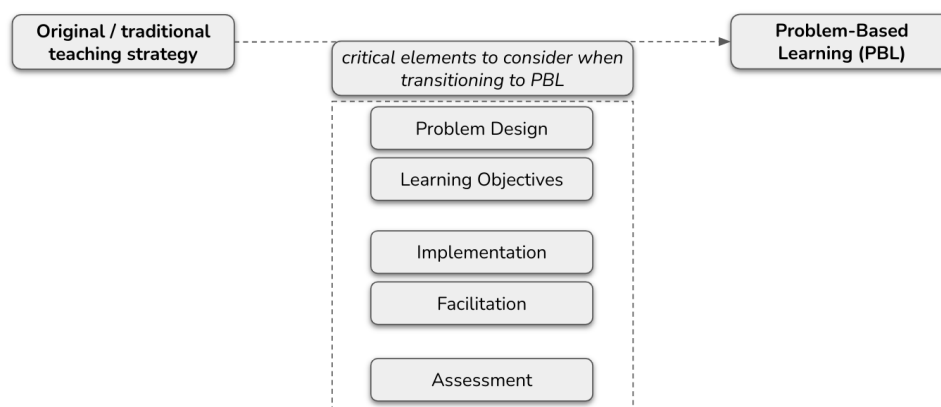 Original / traditional
teaching strategy
Problem-Based
Learning (PBL)
critical elements to consider when
transitioning to PBL
Problem Design
Learning Objectives
Implementation
Facilitation
Assessment